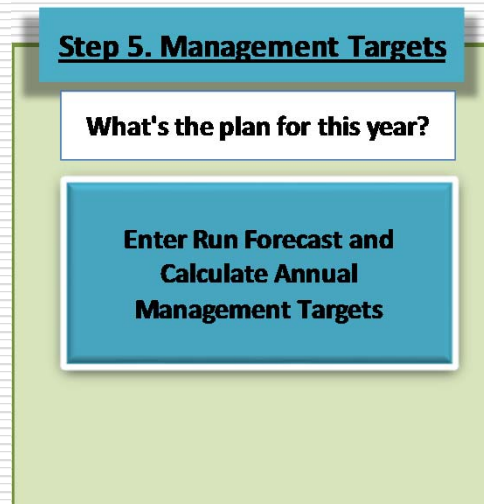 Step 5. Management Targets
What's the plan for this year?
Enter Run Forecast and
Calculate Annual
Management Targets